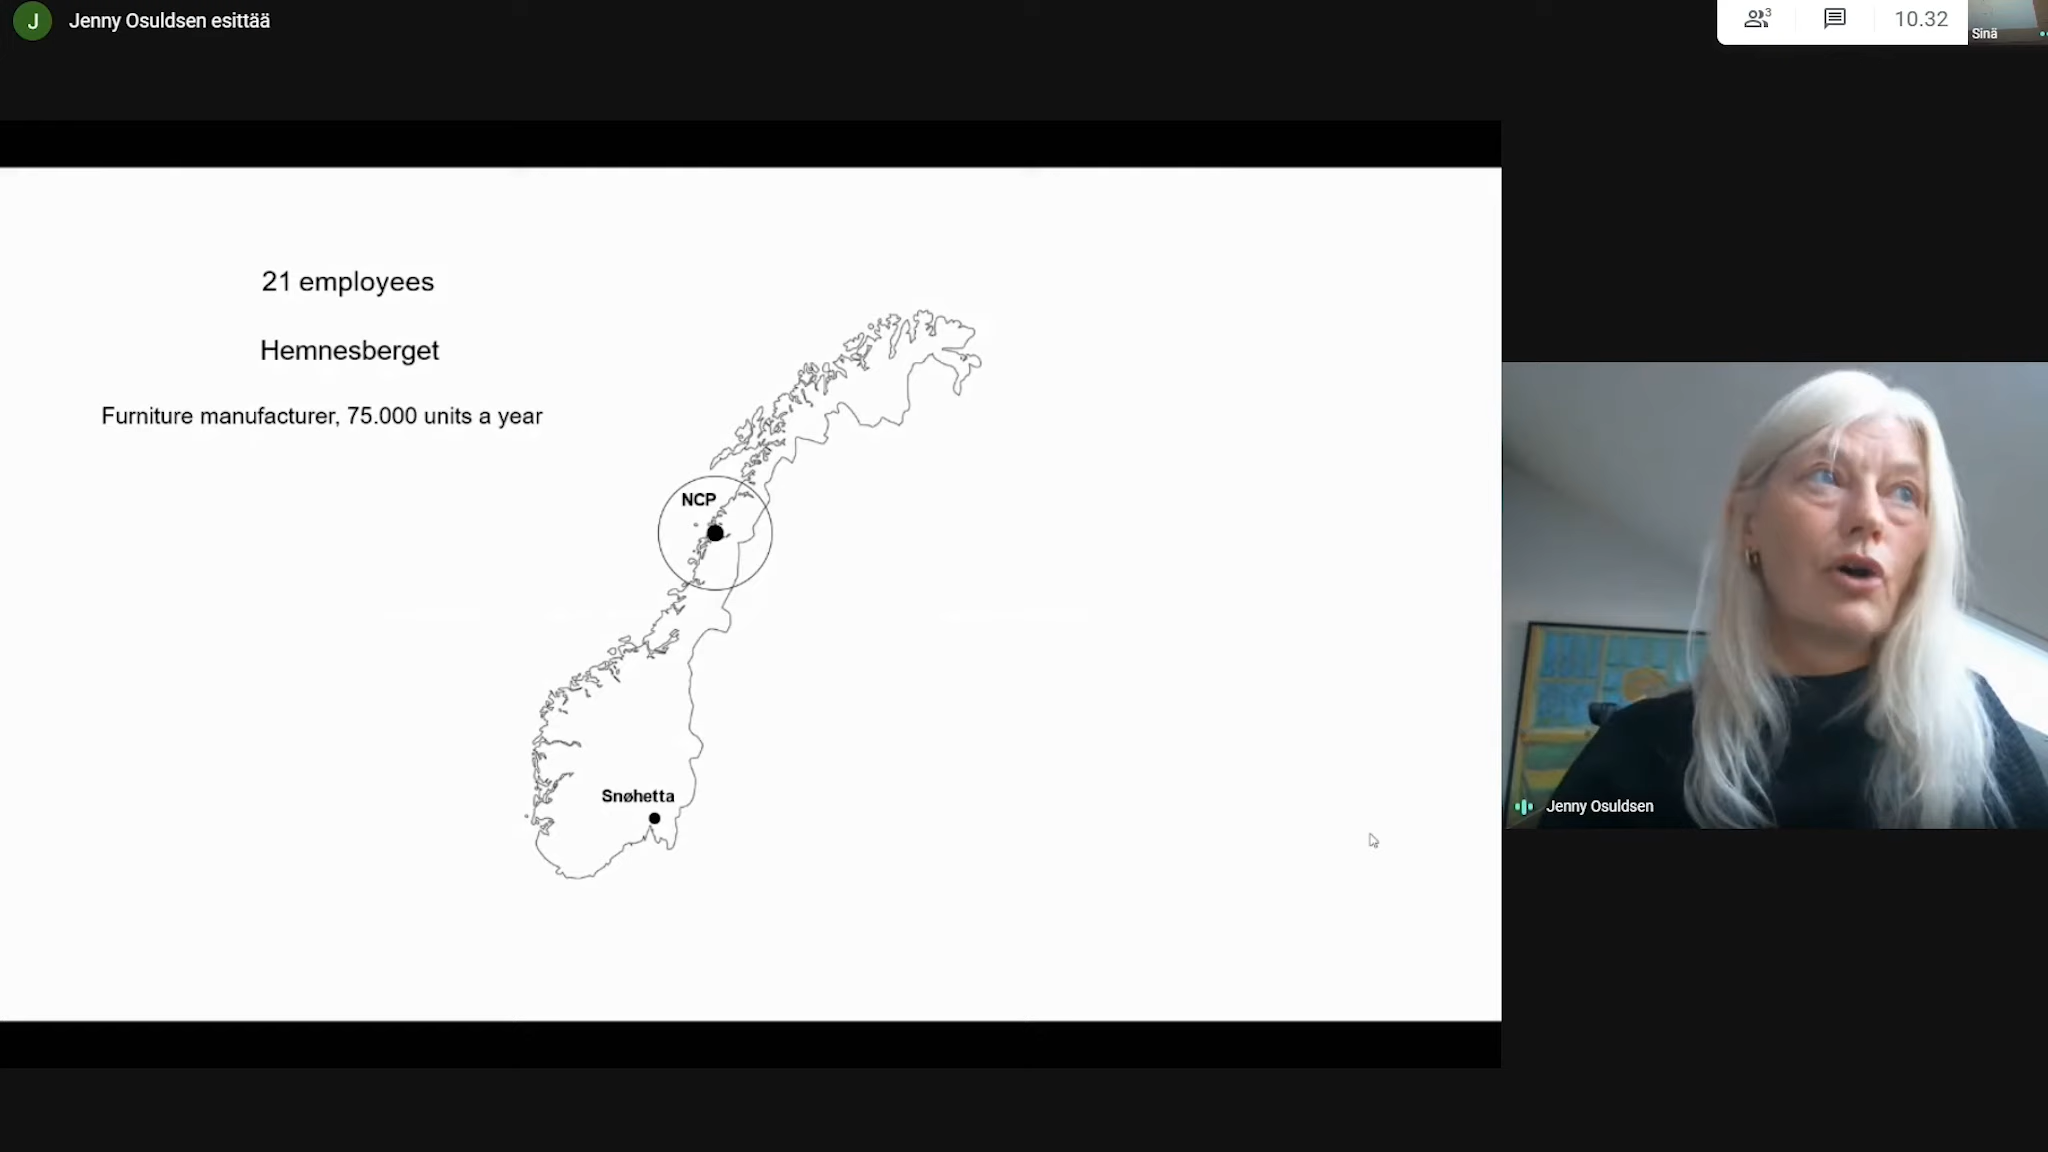 J
Jenny Osuldsen esittää
3
10.32
Sinä
21 employees
Hemnesberget
Furniture manufacturer, 75.000 units a year
NCP
Snøhetta
Jenny Osuldsen